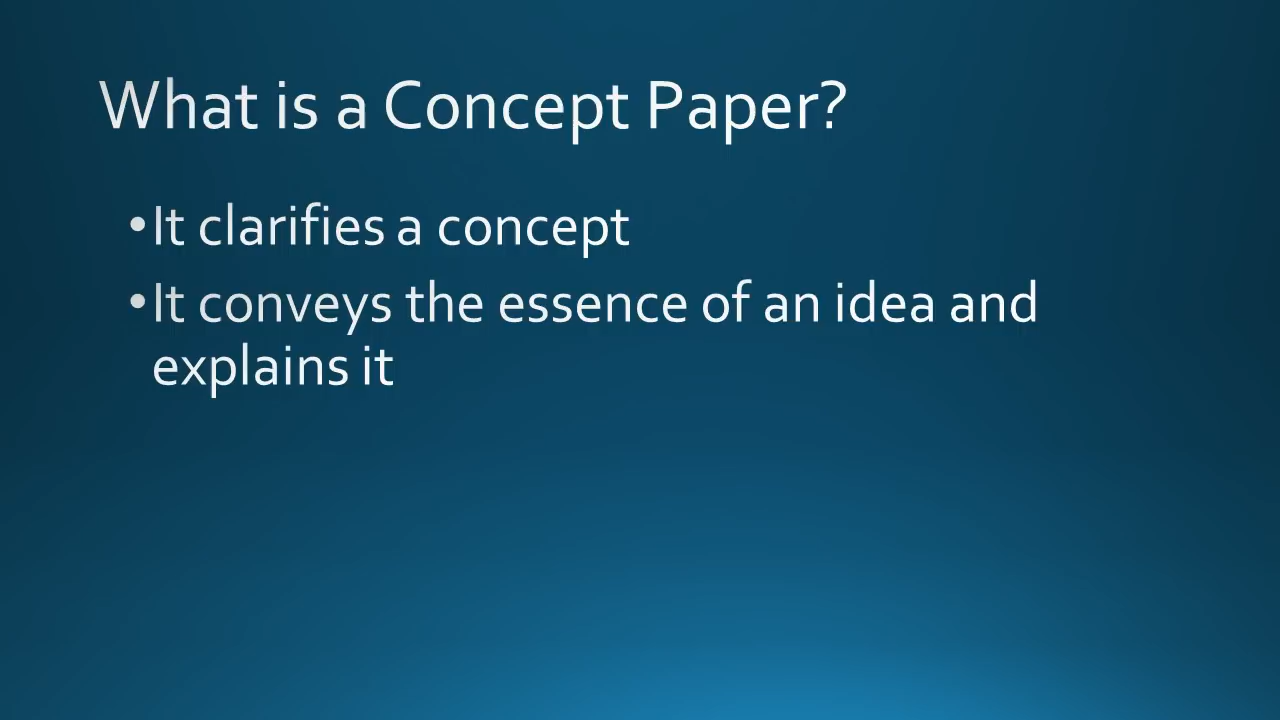 What is a Concept Paper?
•It clarifies a concept
•It conveys the essence of an idea and
explains it